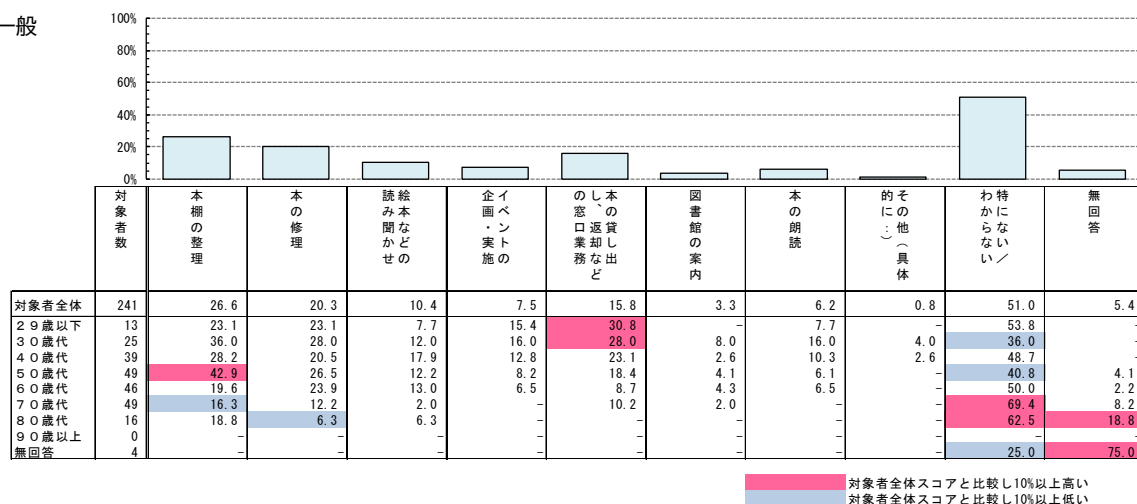 一般
100%
80%
60%
40%
20%
0%
対象者数 本棚の整理 本の修理 絵本などの読み聞かせ イベントの企画・実施 本の貸し出し、返却などの窓口業務 図書館の案内 本の朗読 その他（具体的に：） 特にない／わからない 無回答
対象者全体 241 26.6 20.3 10.4 7.5 15.8 3.3 6.2 0.8 51.0 5.4
２９歳以下 13 23.1 23.1 7.7 15.4 30.8 - 7.7 - 53.8 -
３０歳代 25 36.0 28.0 12.0 16.0 28.0 8.0 16.0 4.0 36.0 -
４０歳代 39 28.2 20.5 17.9 12.8 23.1 2.6 10.3 2.6 48.7 -
５０歳代 49 42.9 26.5 12.2 8.2 18.4 4.1 6.1 - 40.8 4.1
６０歳代 46 19.6 23.9 13.0 6.5 8.7 4.3 6.5 - 50.0 2.2
７０歳代 49 16.3 12.2 2.0 - 10.2 2.0 - - 69.4 8.2
８０歳代 16 18.8 6.3 6.3 - - - - - 62.5 18.8
９０歳以上 0 - - - - - - - - - -
無回答 4 - - - - - - - - 25.0 75.0
対象者全体スコアと比較し10%以上高い
対象者全体スコアと比較し10%以上低い